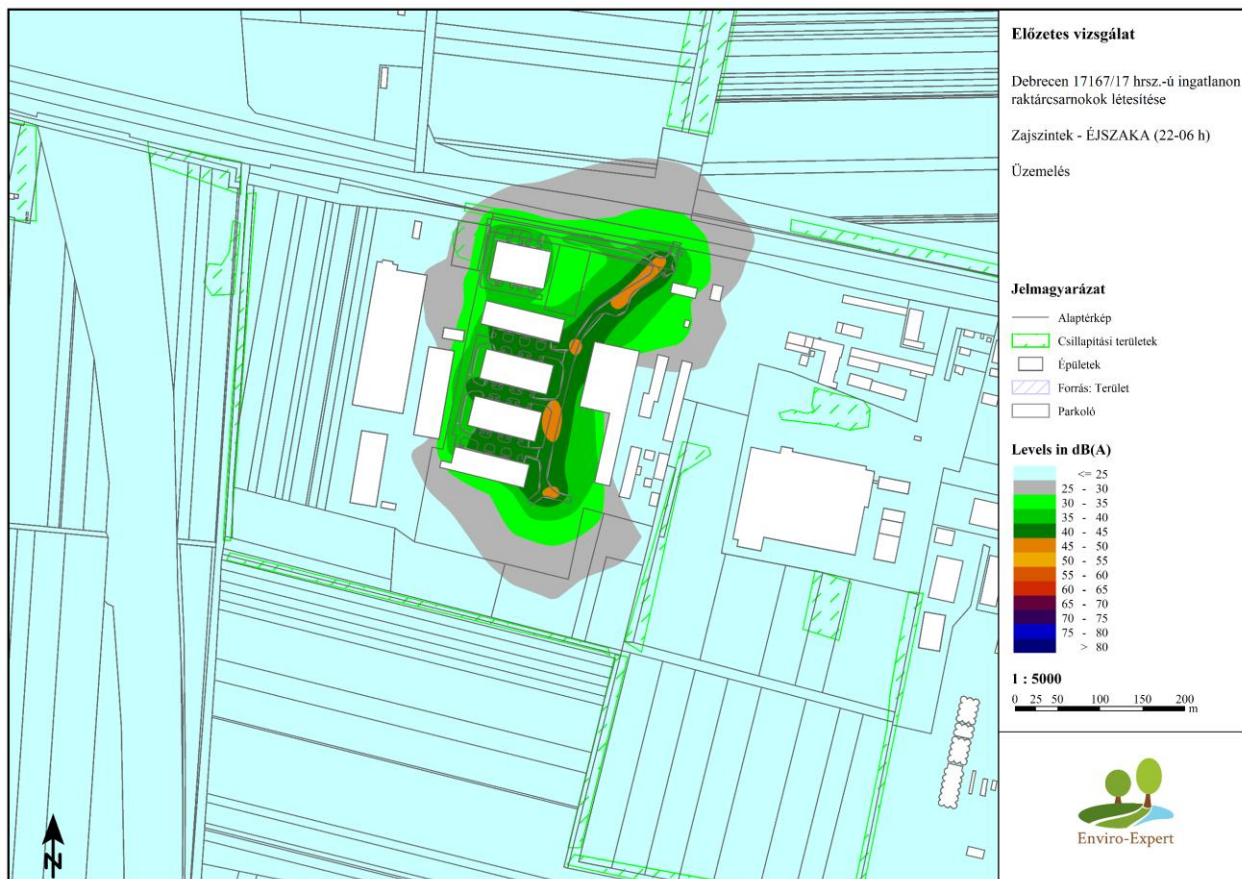 Előzetes vizsgálat
Debrecen 17167/17 hrsz.-ú ingatlanon
raktárcsarnokok létesítése
Zajszintek - ÉJSZAKA (22-06 h)
Üzemelés
Jelmagyarázat
Alaptérkép
Csillapítási területek
Épületek
Forrás: Terület
Parkoló
Levels in dB(A)
<= 25
25 - 30
30 - 35
35 - 40
40 - 45
45 - 50
50 - 55
55 - 60
60 - 65
65 - 70
70 - 75
75 - 80
> 80
1 : 5000
0 25 50 100 150 200
m
Enviro-Expert
N